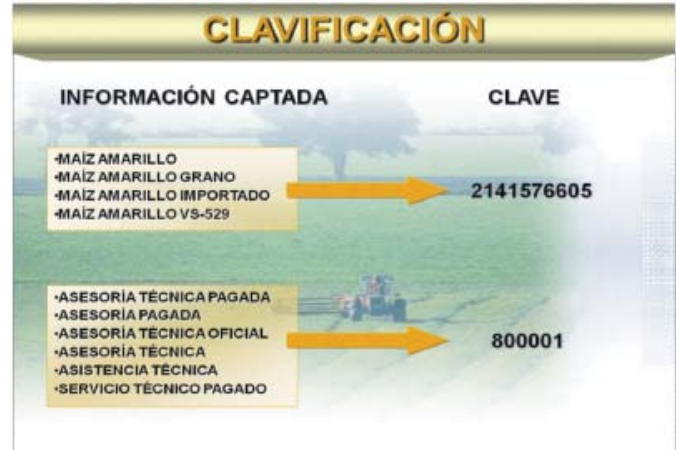 CLAVIFICACIÓN
INFORMACIÓN CAPTADA
CLAVE
•MAÍZ AMARILLO
•MAÍZ AMARILLO GRANO
•MAÍZ AMARILLO IMPORTADO
•MAÍZ AMARILLO VS-529
2141576605
•ASESORÍA TÉCNICA PAGADA
•ASESORÍA PAGADA
•ASESORÍA TÉCNICA OFICIAL
•ASESORÍA TÉCNICA
•ASISTENCIA TÉCNICA
•SERVICIO TÉCNICO PAGADO
800001